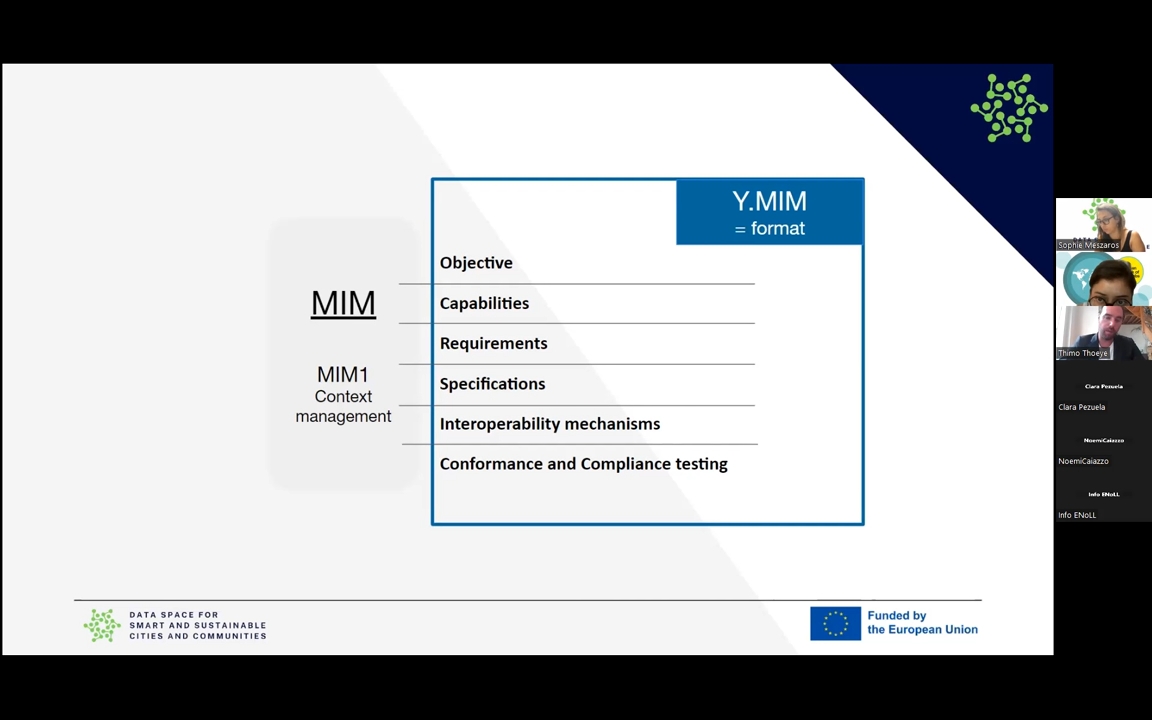 Y.MIM
= format
Objective
MIM
Capabilities
Requirements
MIM1
Context
management
Specifications
Interoperability mechanisms
Conformance and Compliance testing
DATA SPACE FOR
SMART AND SUSTAINABLE
CITIES AND COMMUNITIES
Funded by
the European Union
Sophie Meszaros
Thimo Thoeye
Clara Pezuela
Clara Pezuela
NoemiCaiazzo
NoemiCaiazzo
Info ENoLL
Info ENoLL